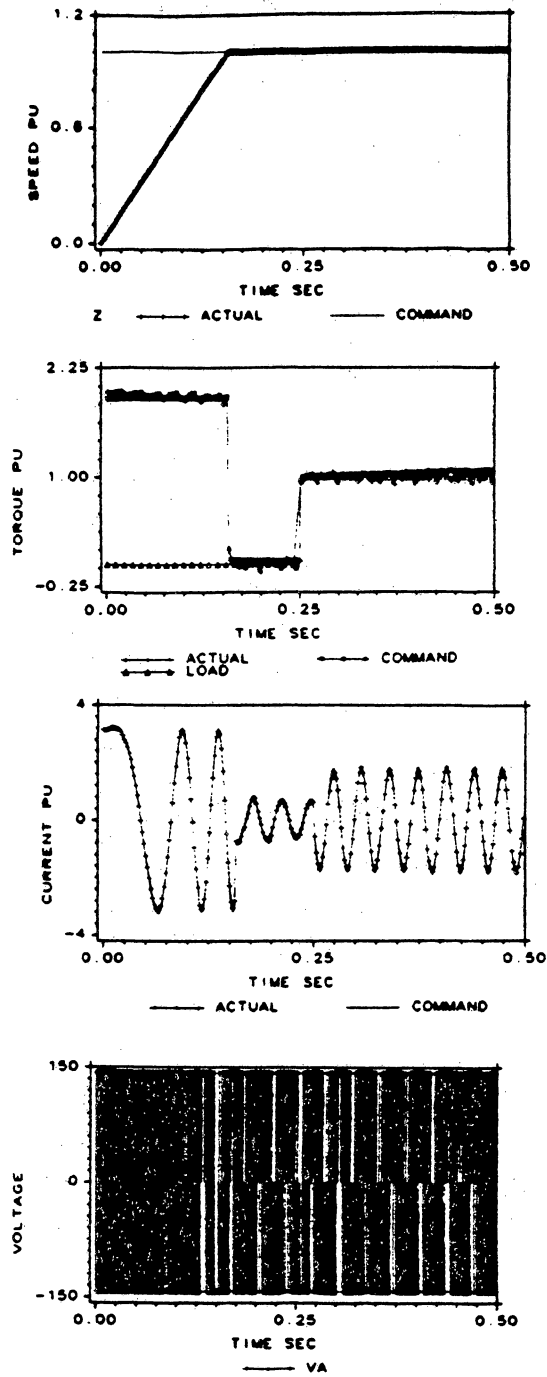 1.2
0.6
0.0
SPEED PU
0.00 0.25 0.50
TIME SEC
Z ACTUAL COMMAND
2.25
1.00
-0.25
TORQUE PU
0.00 0.25 0.50
TIME SEC
ACTUAL COMMAND
LOAD
4
0
-4
CURRENT PU
0.00 0.25 0.50
TIME SEC
ACTUAL COMMAND
150
0
-150
VOLTAGE
0.00 0.25 0.50
TIME SEC
VA